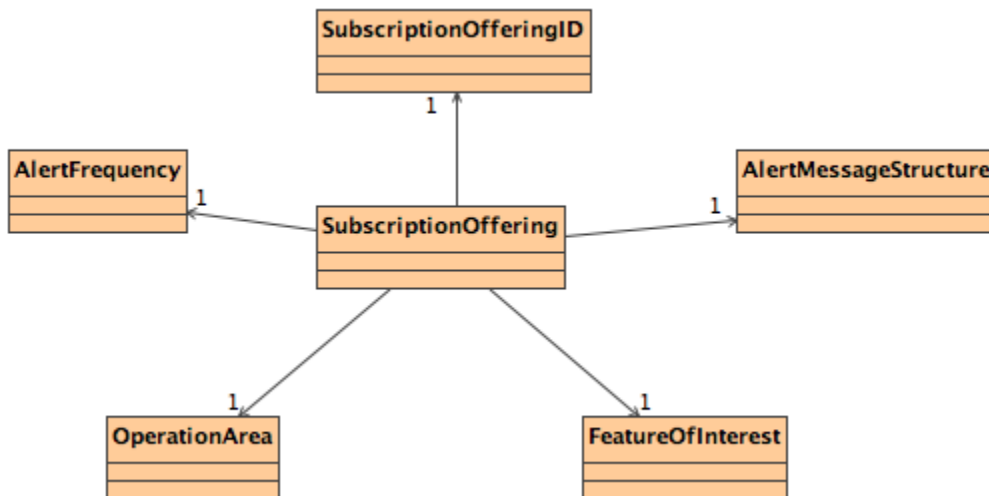 SubscriptionOfferingID
1
AlertFrequency
AlertMessageStructure
1
1
SubscriptionOffering
1
1
OperationArea
FeatureOfInterest